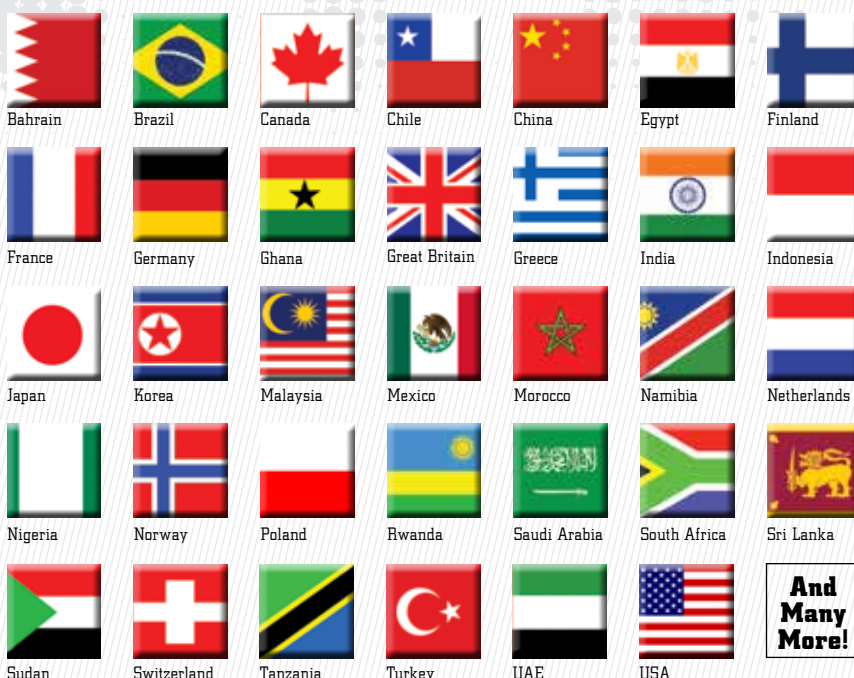 Bahrain
Brazil
Canada
Chile
China
Egypt
Finland
France
Germany
Ghana
Great Britain
Greece
India
Indonesia
Japan
Korea
Malaysia
Mexico
Morocco
Namibia
Netherlands
Nigeria
Norway
Poland
Rwanda
Saudi Arabia
South Africa
Sri Lanka
And
Many
More!
Sudan
Switzerland
Tanzania
Turkey
UAE
USA